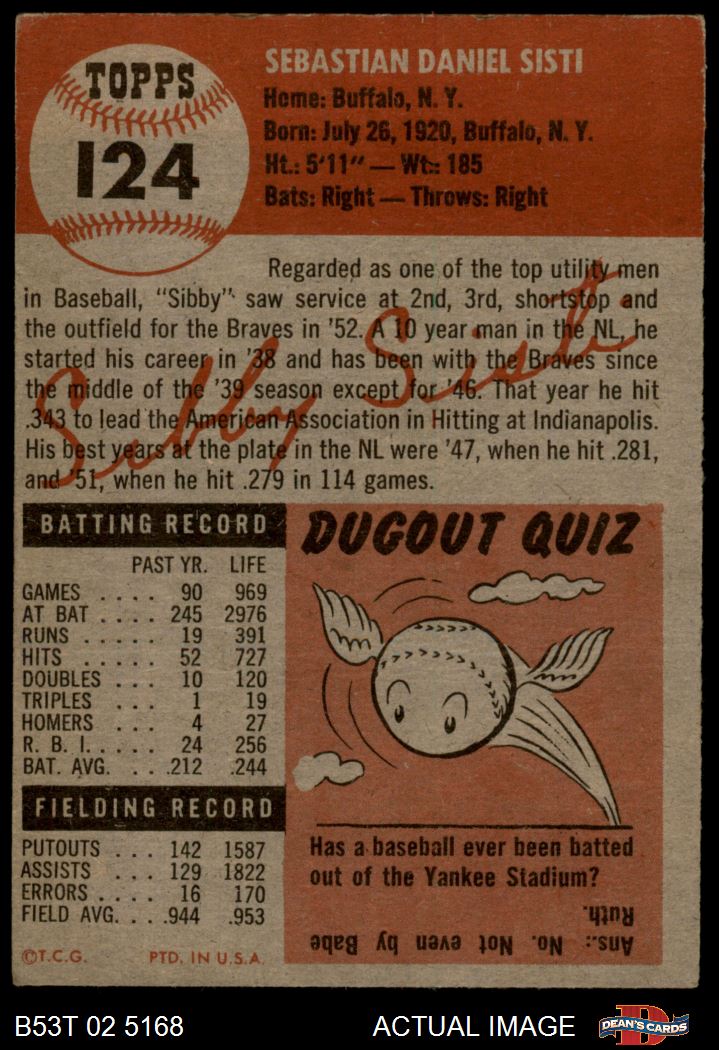 TOPPS
124
SEBASTIAN DANIEL SISTI
Home: Buffalo, N. Y.
Born: July 26, 1920, Buffalo, N. Y.
Ht.: 5'11" — Wt.: 185
Bats: Right — Throws: Right
Regarded as one of the top utility men
in Baseball, "Sibby" saw service at 2nd, 3rd, shortstop and
the outfield for the Braves in '52. A 10 year man in the NL, he
started his career in '38 and has been with the Braves since
the middle of the '39 season except for '46. That year he hit
.343 to lead the American Association in Hitting at Indianapolis.
His best years at the plate in the NL were '47, when he hit .281,
and '51, when he hit .279 in 114 games.
Sibby Sisti
BATTING RECORD
PAST YR. LIFE
GAMES .... 90 969
AT BAT .... 245 2976
RUNS ..... 19 391
HITS ..... 52 727
DOUBLES ... 10 120
TRIPLES ... 1 19
HOMERS ... 4 27
R. B. I. .... 24 256
BAT. AVG. ... .212 .244
FIELDING RECORD
PUTOUTS ... 142 1587
ASSISTS ... 129 1822
ERRORS .... 16 170
FIELD AVG. ... .944 .953
©T.C.G. PTD. IN U.S.A.
DUGOUT QUIZ
Has a baseball ever been batted
out of the Yankee Stadium?
Ans.: No. Not even by Babe
Ruth.
B53T 02 5168
ACTUAL IMAGE
D
DEAN'S CARDS